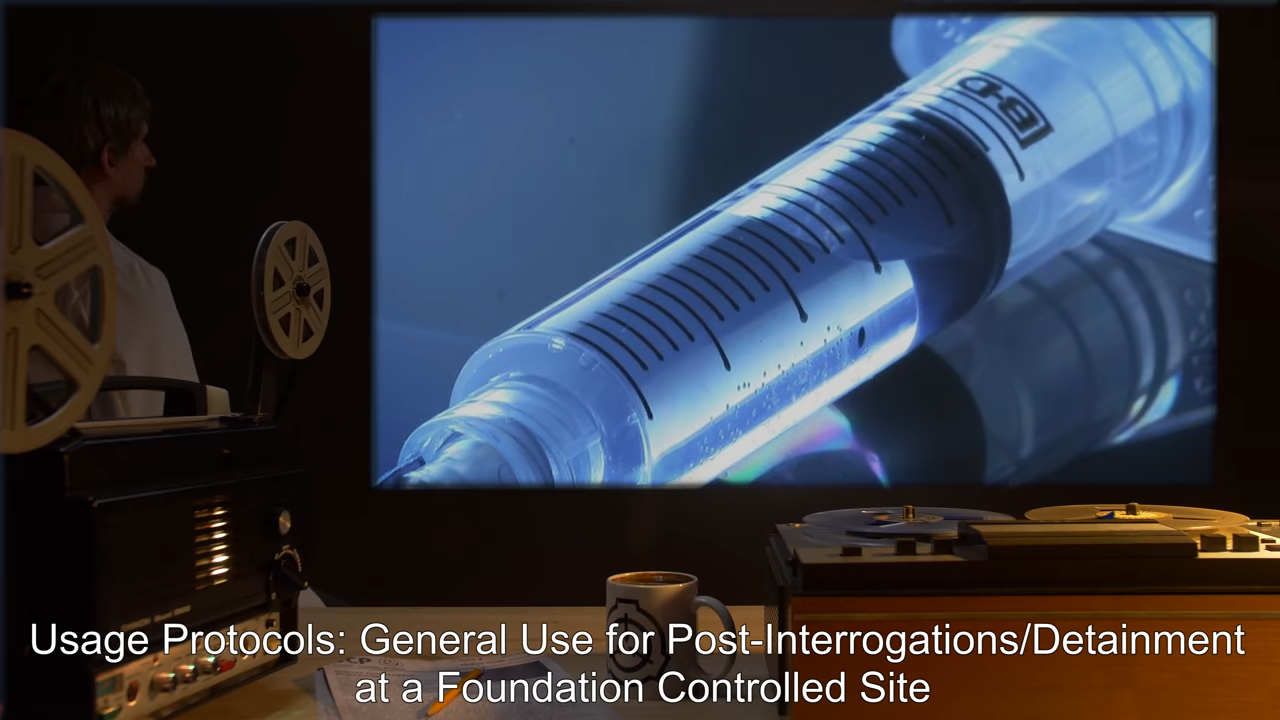 B-D
Usage Protocols: General Use for Post-Interrogations/Detainment
at a Foundation Controlled Site